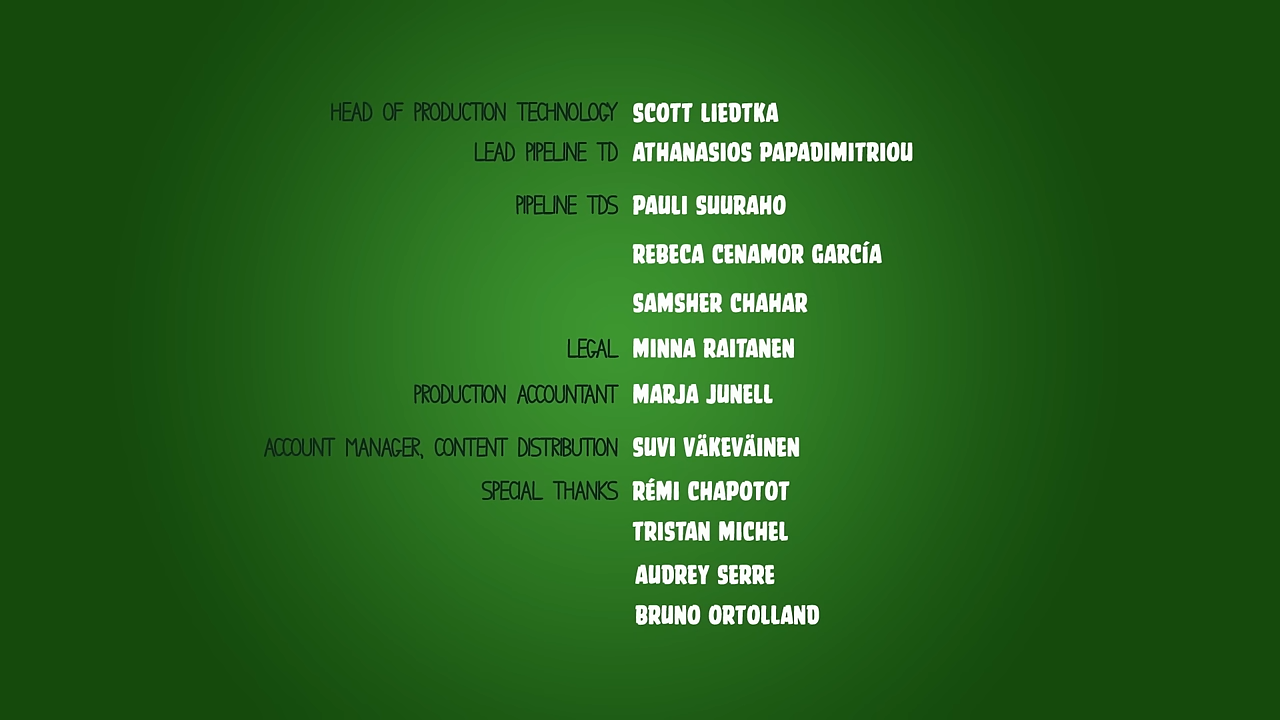 HEAD OF PRODUCTION TECHNOLOGY SCOTT LIEDTKA
LEAD PIPELINE TD ATHANASIOS PAPADIMITRIOU
PIPELINE TDS PAULI SUURAHO
REBECA CENAMOR GARCÍA
SAMSHER CHAHAR
LEGAL MINNA RAITANEN
PRODUCTION ACCOUNTANT MARJA JUNELL
ACCOUNT MANAGER, CONTENT DISTRIBUTION SUVI VÄKEVÄINEN
SPECIAL THANKS RÉMI CHAPOTOT
TRISTAN MICHEL
AUDREY SERRE
BRUNO ORTOLLAND